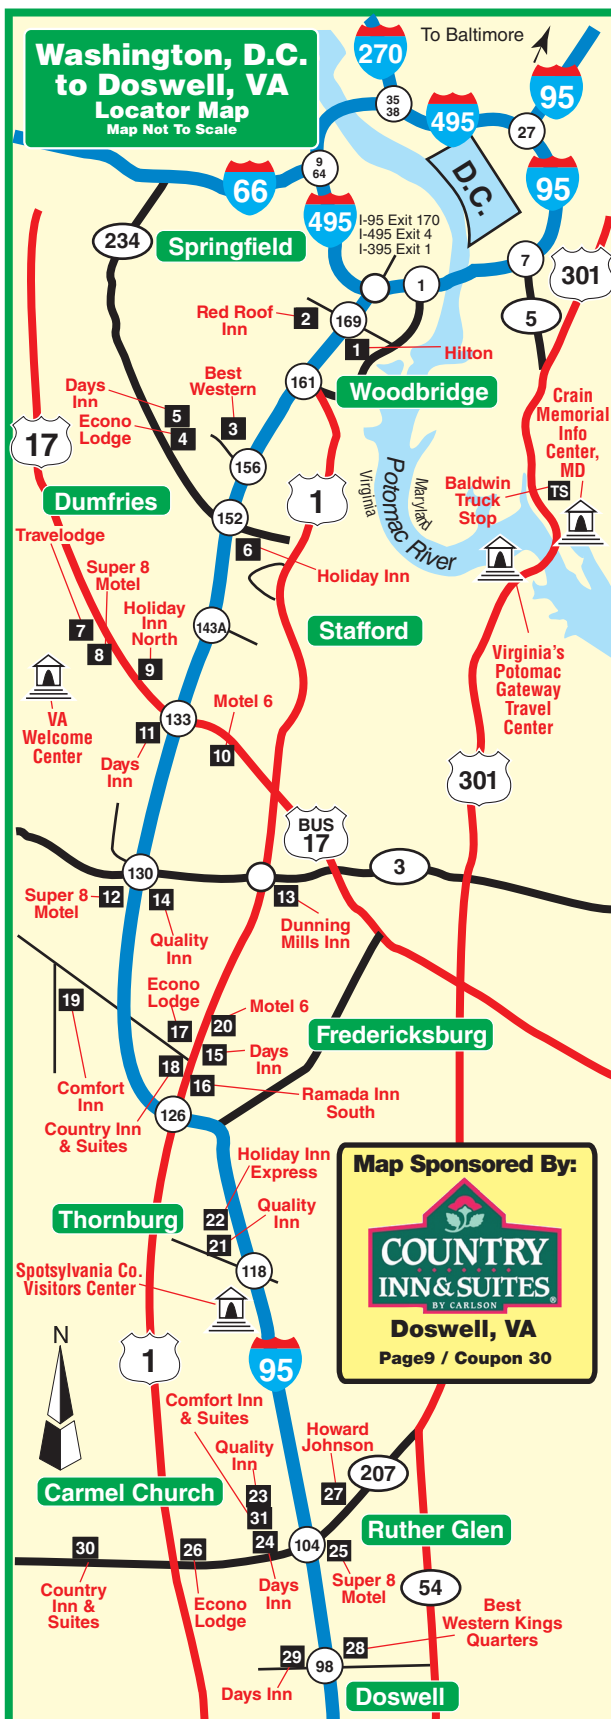 Washington, D.C.
to Doswell, VA
Locator Map
Map Not To Scale
To Baltimore
270
95
35
38
495
27
9
64
66
D.C.
95
495
I-95 Exit 170
I-495 Exit 4
I-395 Exit 1
234
Springfield
7
301
1
5
Red Roof
Inn
2
169
1
Hilton
161
Woodbridge
Best
Western
3
Days
Inn
5
Econo
Lodge
4
Crain
Memorial
Info
Center,
MD
17
156
Potomac River
Maryland
Virginia
Baldwin
Truck
Stop
TS
1
Dumfries
152
Travelodge
6
Holiday Inn
Super 8
Motel
7
8
Holiday
Inn
North
9
143A
Stafford
Virginia's
Potomac
Gateway
Travel
Center
VA
Welcome
Center
133
Motel 6
10
11
Days
Inn
301
BUS
17
130
3
Super 8
Motel
12
14
Quality
Inn
13
Dunning
Mills Inn
19
Comfort
Inn
Econo
Lodge
17
20
Motel 6
Fredericksburg
15
Days
Inn
18
16
Ramada Inn
South
Country Inn
& Suites
126
Holiday Inn
Express
22
Thornburg
Quality
Inn
21
118
Spotsylvania Co.
Visitors Center
Map Sponsored By:
COUNTRY
INN & SUITES®
BY CARLSON
Doswell, VA
Page9 / Coupon 30
N
1
95
Comfort Inn
& Suites
Quality
Inn
23
31
Howard
Johnson
27
207
Carmel Church
Ruther Glen
30
Country
Inn &
Suites
26
Econo
Lodge
24
Days
Inn
104
25
Super 8
Motel
54
Best
Western Kings
Quarters
28
29
Days Inn
98
Doswell